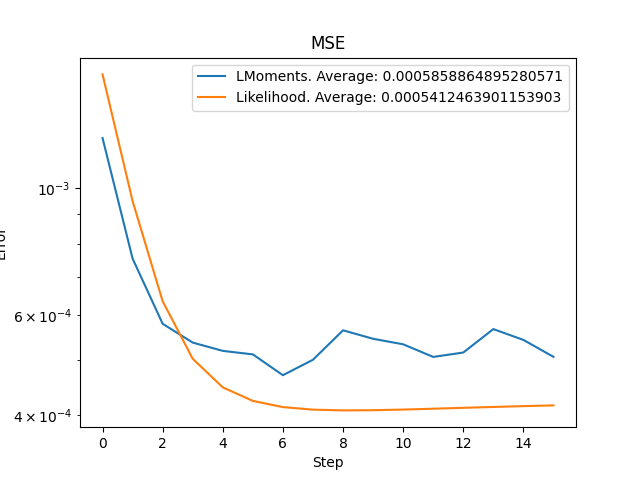 MSE
LMoments. Average: 0.0005858864895280571
Likelihood. Average: 0.0005412463901153903
10⁻³
6 × 10⁻⁴
4 × 10⁻⁴
Error
0 2 4 6 8 10 12 14
Step